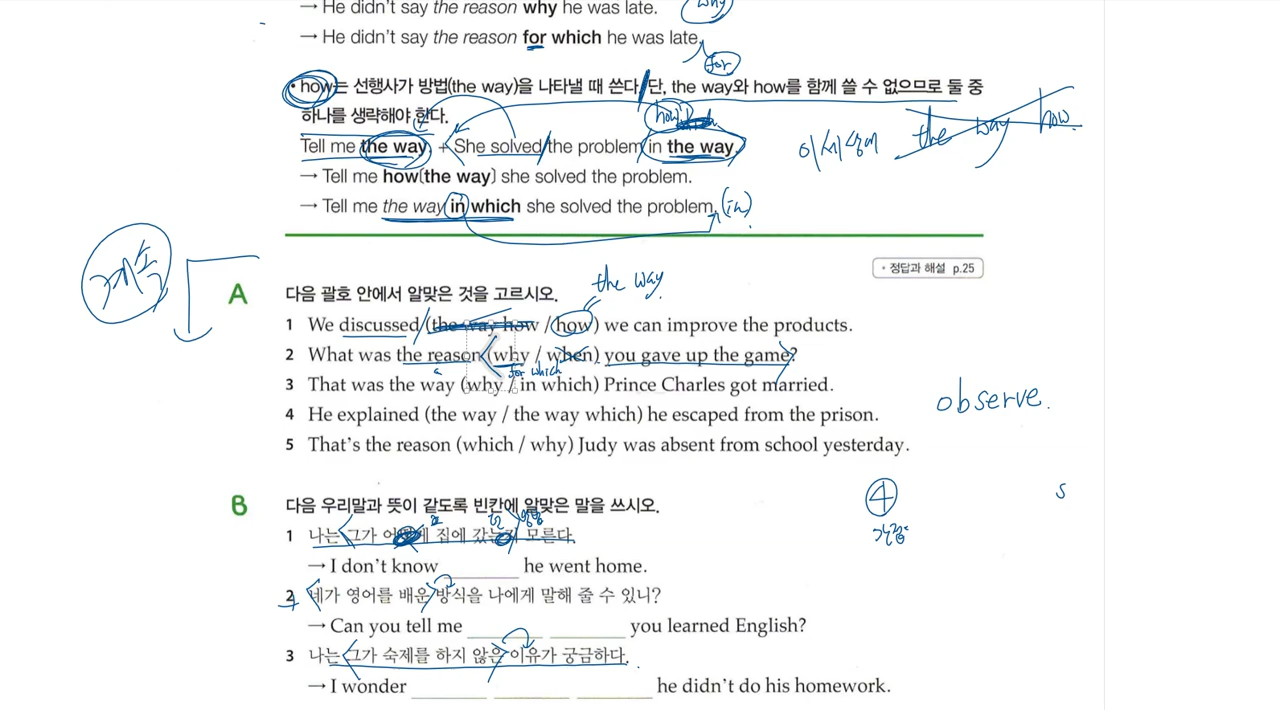 → He didn't say the reason why he was late.
why
→ He didn't say the reason for which he was late.
for
• how는 선행사가 방법(the way)을 나타낼 때 쓴다. 단, the way와 how를 함께 쓸 수 없으므로 둘 중
하나를 생략해야 한다.
how
the way how
Tell me the way. + She solved the problem in the way.
→ Tell me how(the way) she solved the problem.
→ Tell me the way in which she solved the problem. (in)
계속
• 정답과 해설 p.25
the way
A 다음 괄호 안에서 알맞은 것을 고르시오.
1 We discussed (the way how / how) we can improve the products.
2 What was the reason (why / when) you gave up the game?
for which
3 That was the way (why / in which) Prince Charles got married.
observe.
4 He explained (the way / the way which) he escaped from the prison.
5 That's the reason (which / why) Judy was absent from school yesterday.
④
S
B 다음 우리말과 뜻이 같도록 빈칸에 알맞은 말을 쓰시오.
1 나는 그가 어떻게 집에 갔는지 모른다.
→ I don't know ______ he went home.
2 네가 영어를 배운 방식을 나에게 말해 줄 수 있니?
→ Can you tell me ______ ______ you learned English?
3 나는 그가 숙제를 하지 않은 이유가 궁금하다.
→ I wonder ______ ______ ______ he didn't do his homework.